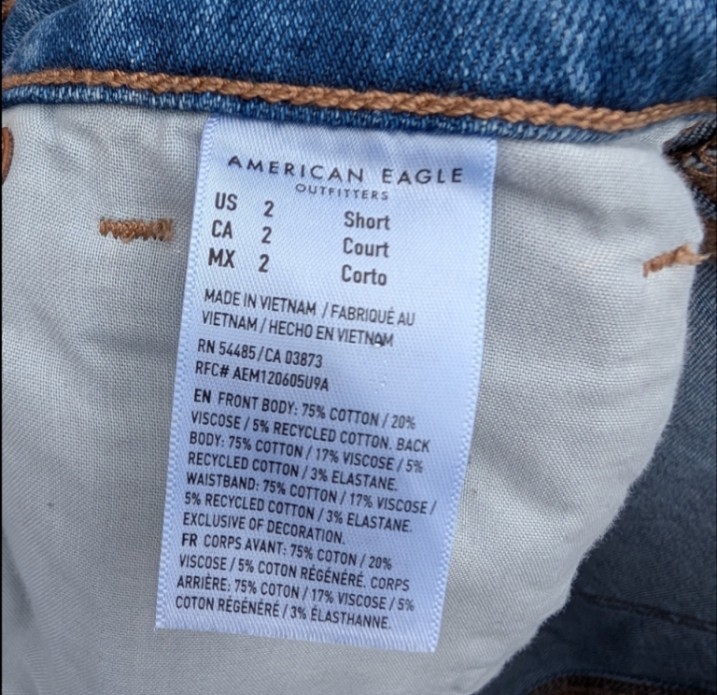 AMERICAN EAGLE
OUTFITTERS
US 2 Short
CA 2 Court
MX 2 Corto
MADE IN VIETNAM / FABRIQUÉ AU
VIETNAM / HECHO EN VIETNAM
RN 54485/CA 03873
RFC# AEM120605U9A
EN FRONT BODY: 75% COTTON / 20%
VISCOSE / 5% RECYCLED COTTON. BACK
BODY: 75% COTTON / 17% VISCOSE / 5%
RECYCLED COTTON / 3% ELASTANE.
WAISTBAND: 75% COTTON / 17% VISCOSE /
5% RECYCLED COTTON / 3% ELASTANE.
EXCLUSIVE OF DECORATION.
FR CORPS AVANT: 75% COTON / 20%
VISCOSE / 5% COTON RÉGÉNÉRÉ. CORPS
ARRIÈRE: 75% COTON / 17% VISCOSE / 5%
COTON RÉGÉNÉRÉ / 3% ÉLASTHANNE.